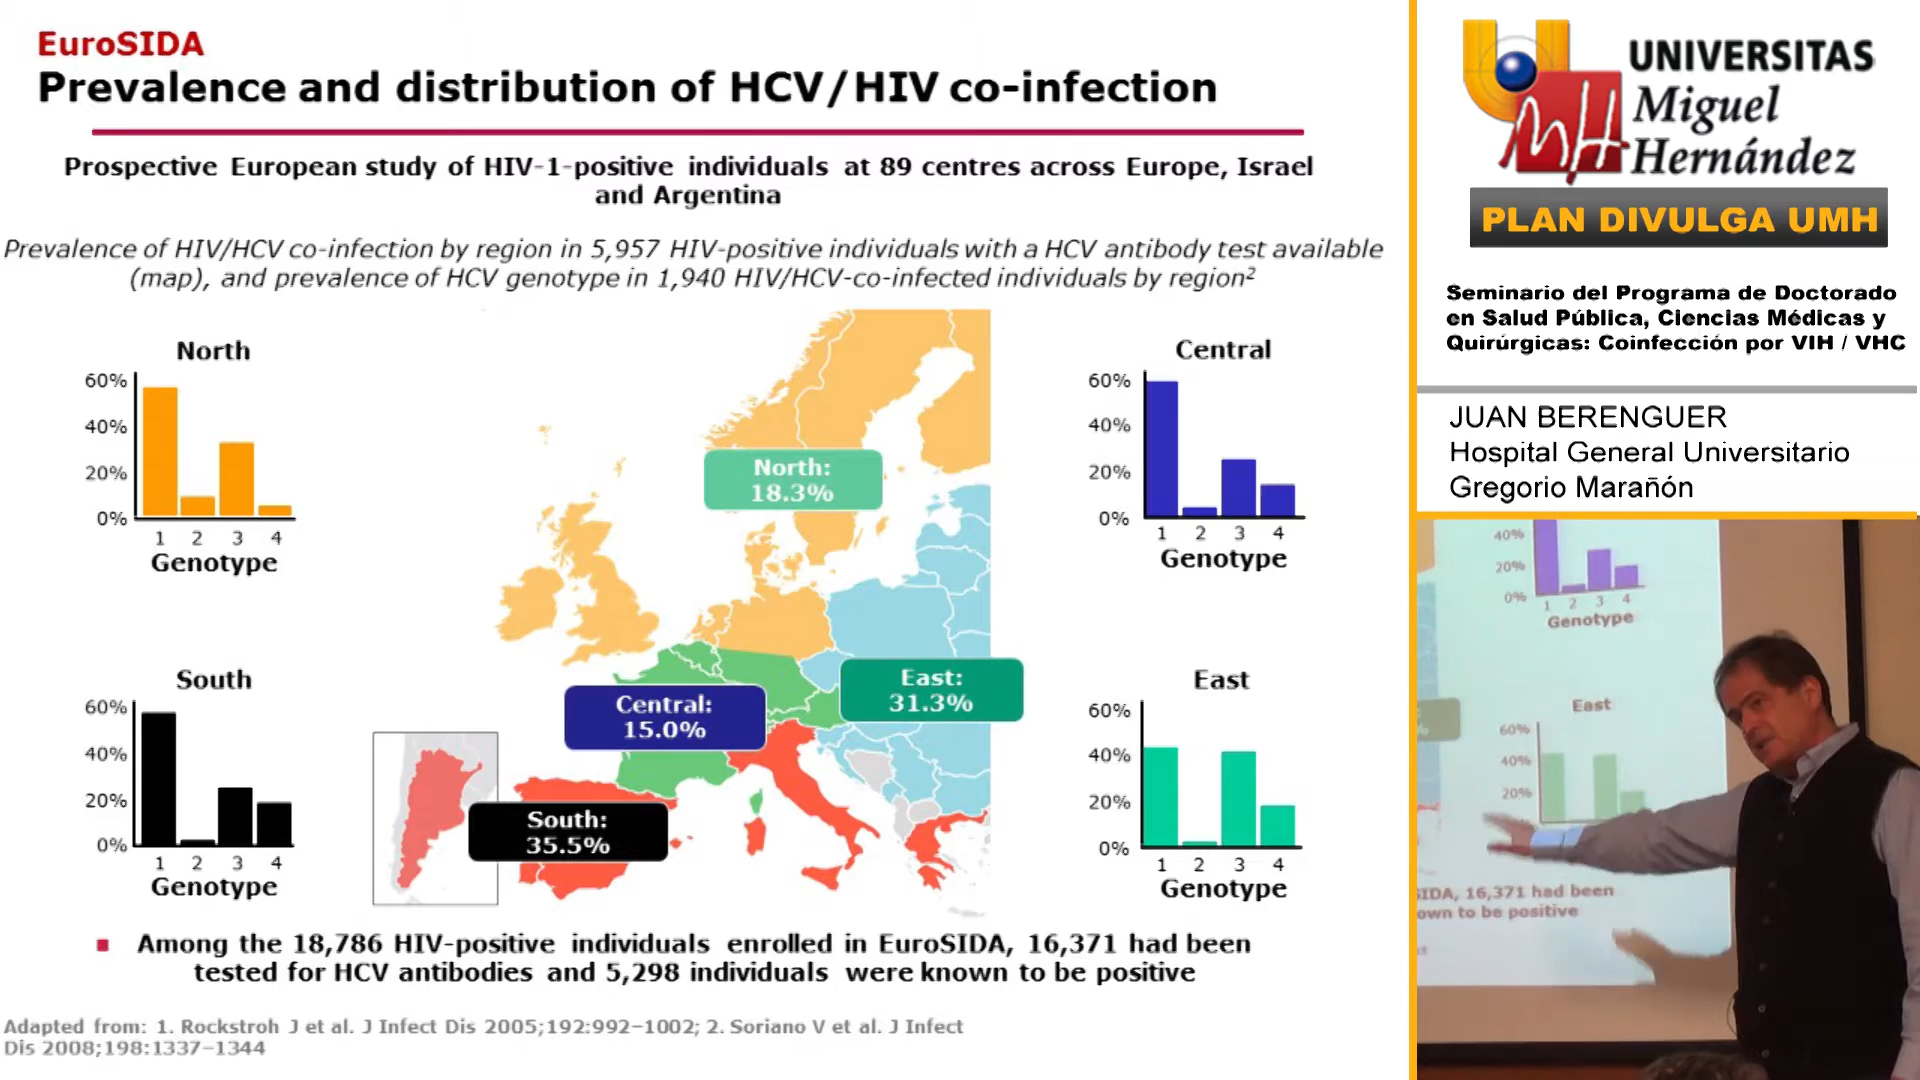 EuroSIDA
Prevalence and distribution of HCV/HIV co-infection
Prospective European study of HIV-1-positive individuals at 89 centres across Europe, Israel
and Argentina
Prevalence of HIV/HCV co-infection by region in 5,957 HIV-positive individuals with a HCV antibody test available
(map), and prevalence of HCV genotype in 1,940 HIV/HCV-co-infected individuals by region²
North
60%
40%
20%
0%
1 2 3 4
Genotype
South
60%
40%
20%
0%
1 2 3 4
Genotype
North:
18.3%
Central:
15.0%
East:
31.3%
South:
35.5%
Central
60%
40%
20%
0%
1 2 3 4
Genotype
East
60%
40%
20%
0%
1 2 3 4
Genotype
Among the 18,786 HIV-positive individuals enrolled in EuroSIDA, 16,371 had been
tested for HCV antibodies and 5,298 individuals were known to be positive
Adapted from: 1. Rockstroh J et al. J Infect Dis 2005;192:992–1002; 2. Soriano V et al. J Infect
Dis 2008;198:1337–1344
UNIVERSITAS
Miguel
Hernández
PLAN DIVULGA UMH
Seminario del Programa de Doctorado
en Salud Pública, Ciencias Médicas y
Quirúrgicas: Coinfección por VIH / VHC
JUAN BERENGUER
Hospital General Universitario
Gregorio Marañón
40%
20%
0%
1 2 3 4
Genotype
East
60%
40%
20%
SIDA, 16,371 had been
own to be positive